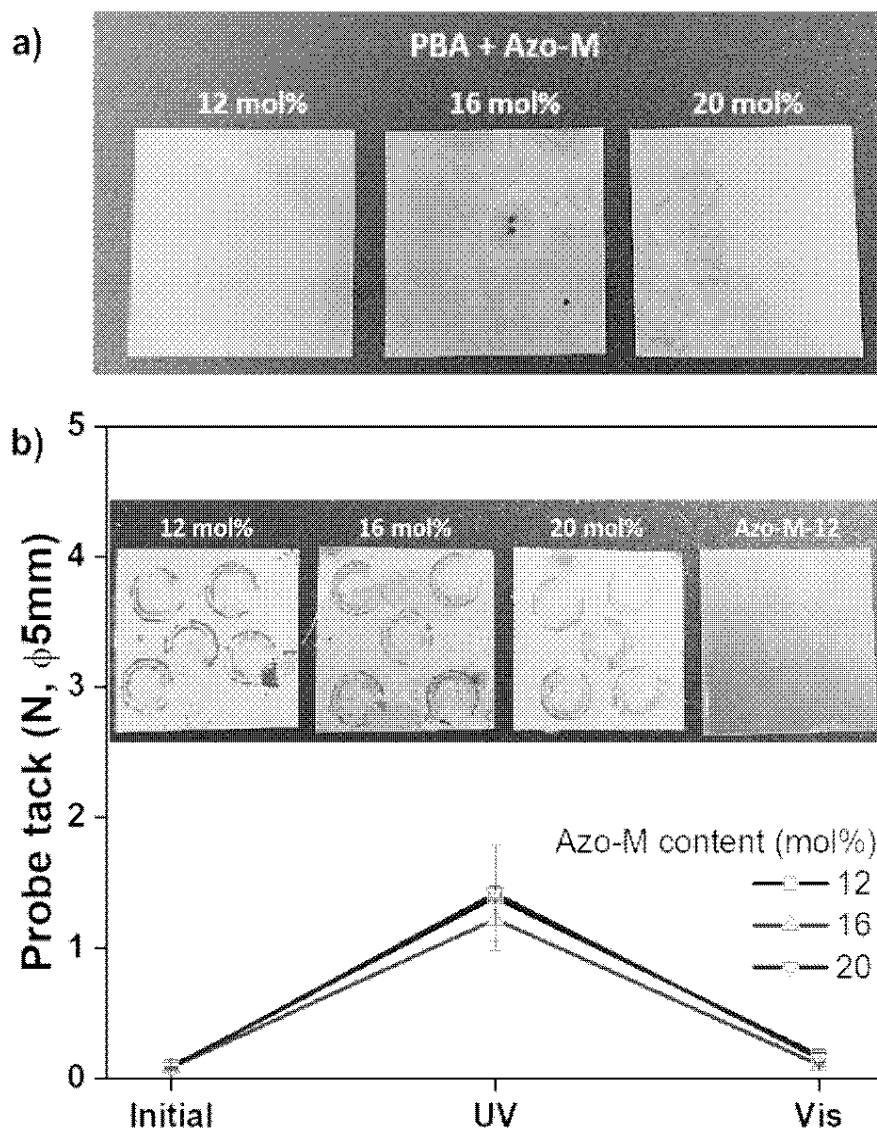 a)
PBA + Azo-M
12 mol% 16 mol% 20 mol%
b)
5
12 mol% 16 mol% 20 mol% Azo-M-12
4
3
2
1
0
Probe tack (N, ϕ5mm)
Azo-M content (mol%)
12
16
20
Initial UV Vis